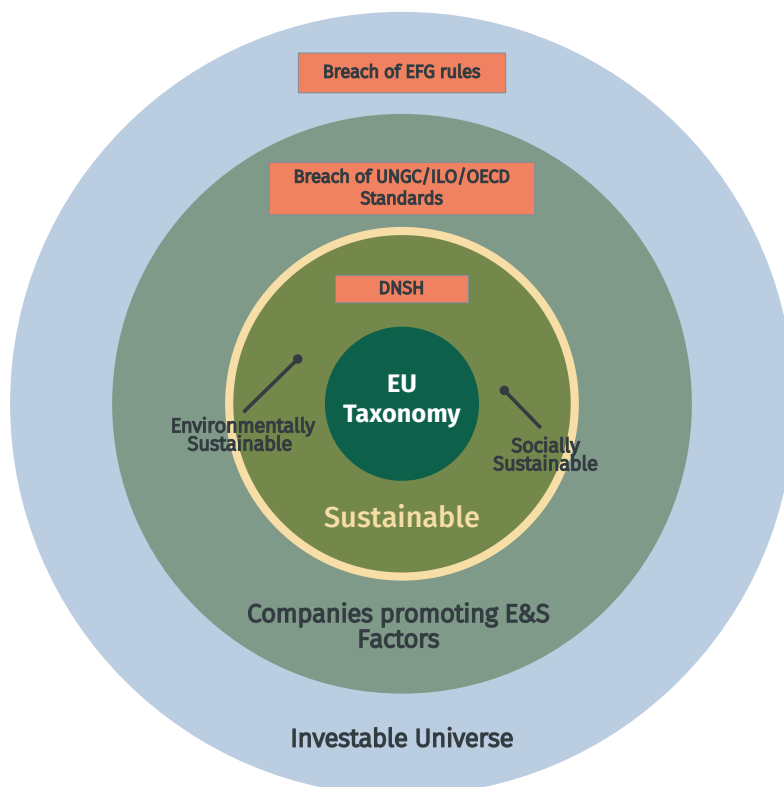 Breach of EFG rules
Breach of UNGC/ILO/OECD
Standards
DNSH
EU
Taxonomy
Environmentally
Sustainable
Socially
Sustainable
Sustainable
Companies promoting E&S
Factors
Investable Universe